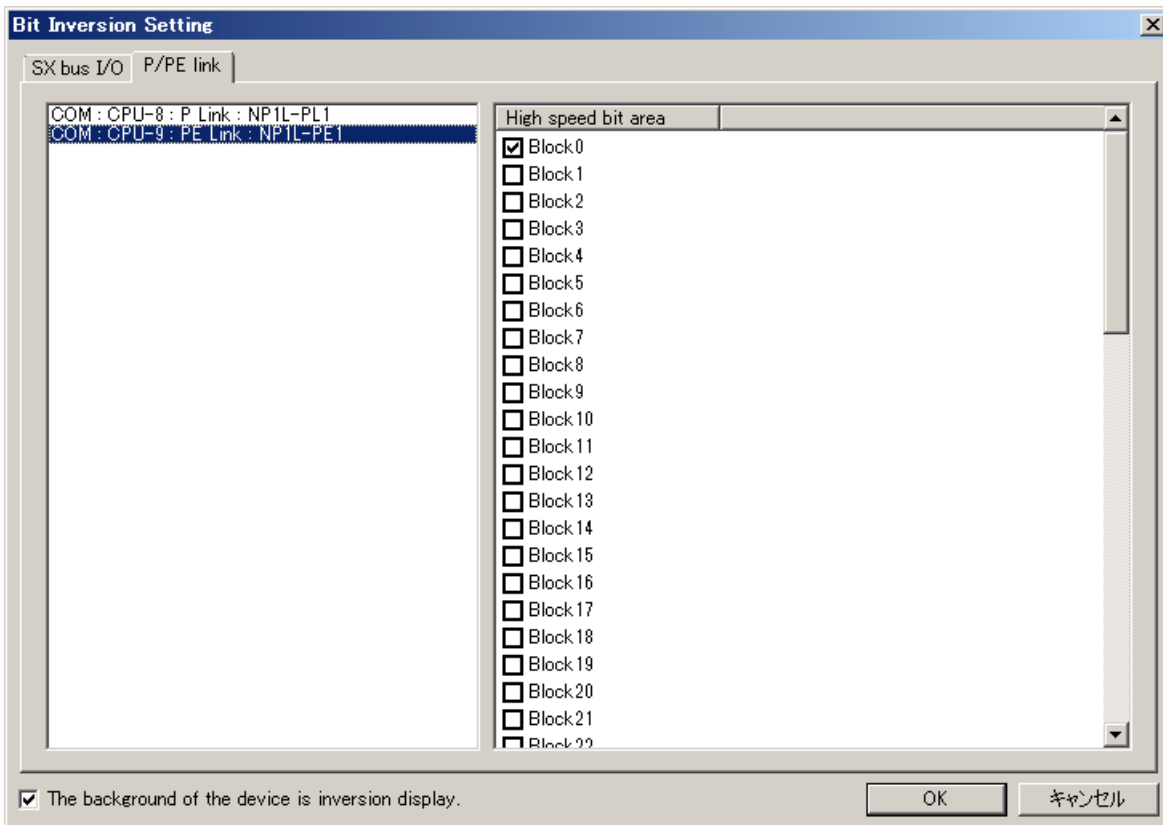 Bit Inversion Setting
SX bus I/O
P/PE link
COM : CPU-8 : P Link : NP1L-PL1
COM : CPU-9 : PE Link : NP1L-PE1
High speed bit area
Block0
Block1
Block2
Block3
Block4
Block5
Block6
Block7
Block8
Block9
Block10
Block11
Block12
Block13
Block14
Block15
Block16
Block17
Block18
Block19
Block20
Block21
Block22
The background of the device is inversion display.
OK
キャンセル